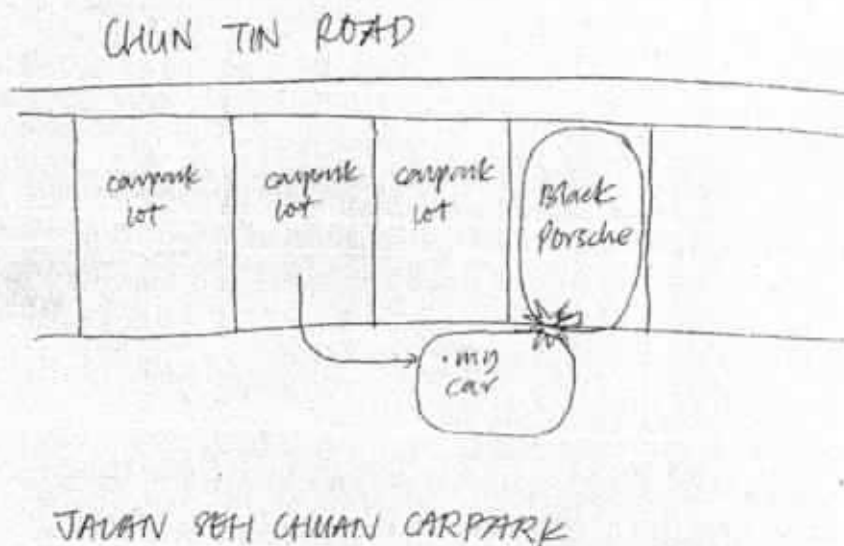 CHUN TIN ROAD
carpark
lot
carpark
lot
carpark
lot
Black
Porsche
my
car
JALAN SEH CHUAN CARPARK